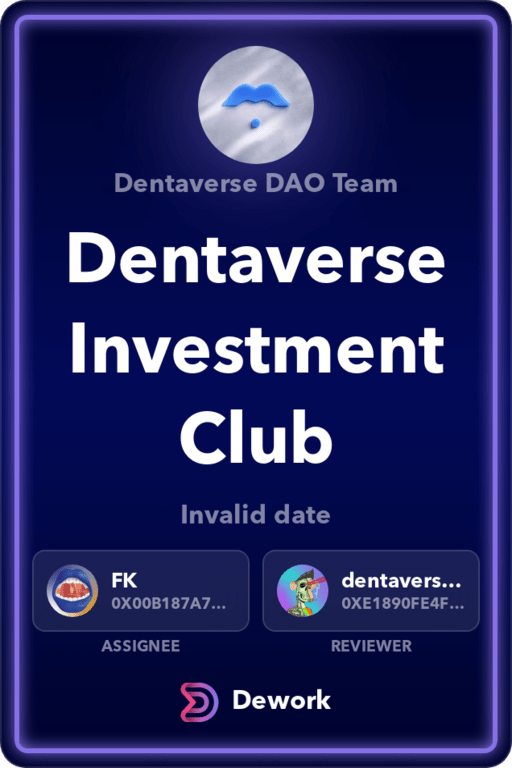 Dentaverse DAO Team
Dentaverse
Investment
Club
Invalid date
FK
0X00B187A7...
ASSIGNEE
dentavers...
0XE1890FE4F...
REVIEWER
Dework